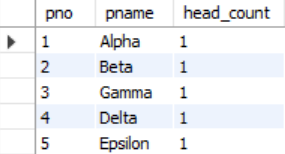 pno pname head_count
1 Alpha 1
2 Beta 1
3 Gamma 1
4 Delta 1
5 Epsilon 1